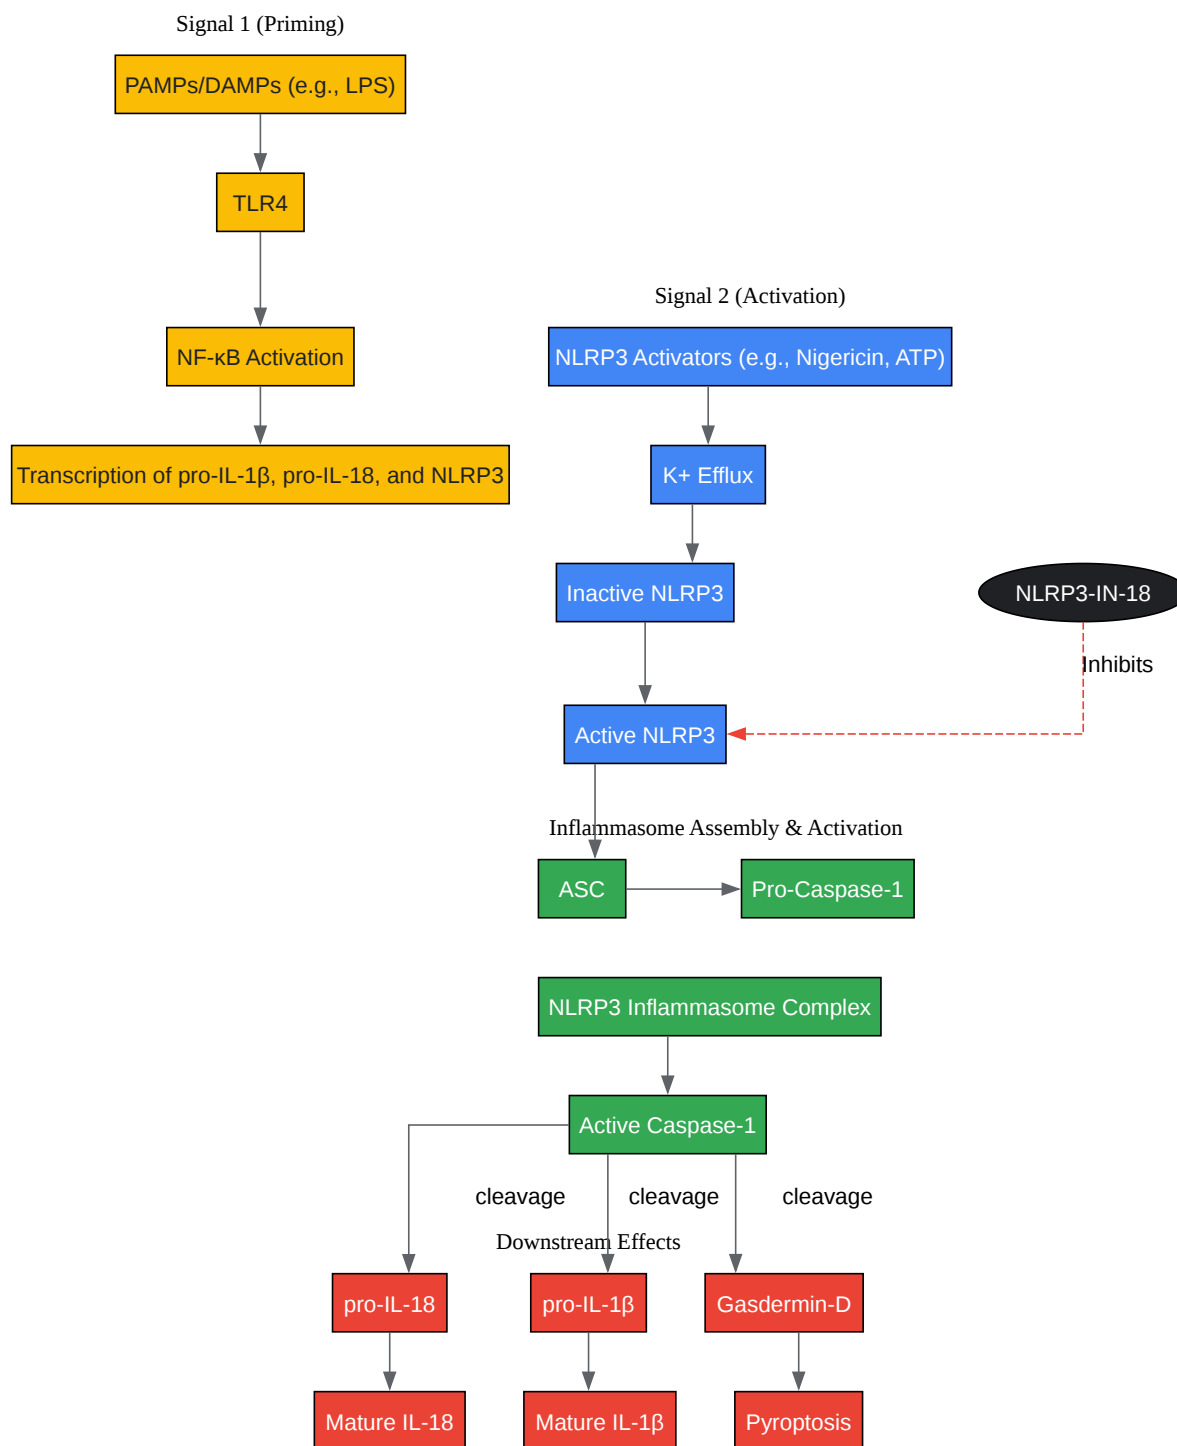 Signal 1 (Priming)
PAMPs/DAMPs (e.g., LPS)
TLR4
NF-κB Activation
Transcription of pro-IL-1β, pro-IL-18, and NLRP3
Signal 2 (Activation)
NLRP3 Activators (e.g., Nigericin, ATP)
K+ Efflux
Inactive NLRP3
NLRP3-IN-18
Inhibits
Active NLRP3
Inflammasome Assembly & Activation
ASC
Pro-Caspase-1
NLRP3 Inflammasome Complex
Active Caspase-1
cleavage
cleavage
cleavage
Downstream Effects
pro-IL-18
pro-IL-1β
Gasdermin-D
Mature IL-18
Mature IL-1β
Pyroptosis